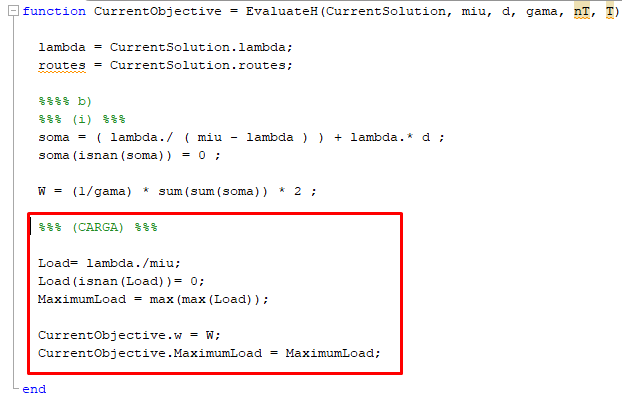 function CurrentObjective = EvaluateH(CurrentSolution, miu, d, gama, nT, T)
lambda = CurrentSolution.lambda;
routes = CurrentSolution.routes;
%%%% b)
%%% (i) %%%
soma = ( lambda./ ( miu - lambda ) ) + lambda.* d ;
soma(isnan(soma)) = 0 ;
W = (1/gama) * sum(sum(soma)) * 2 ;
%%% (CARGA) %%%
Load= lambda./miu;
Load(isnan(Load))= 0;
MaximumLoad = max(max(Load));
CurrentObjective.w = W;
CurrentObjective.MaximumLoad = MaximumLoad;
end